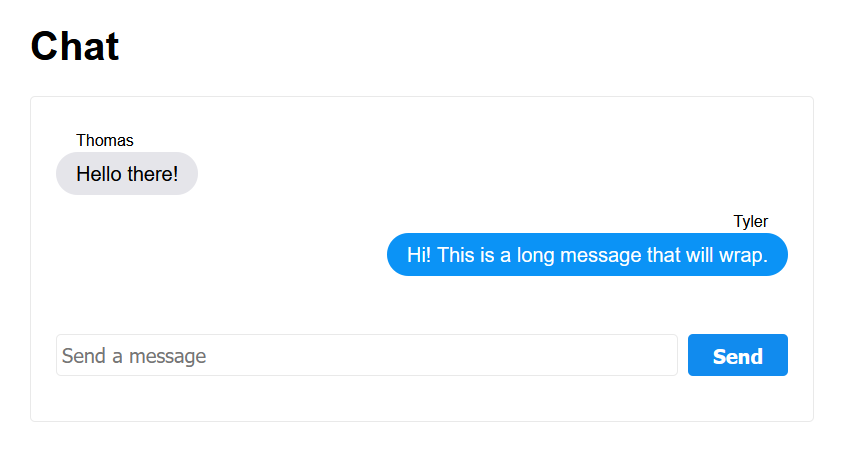 Chat
Thomas
Hello there!
Tyler
Hi! This is a long message that will wrap.
Send a message
Send